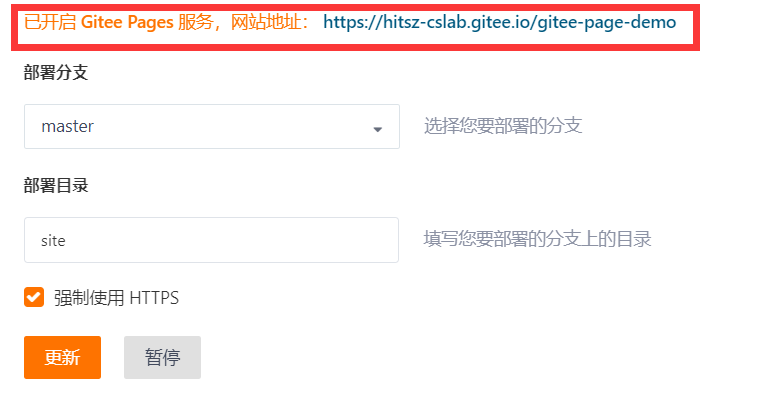 已开启 Gitee Pages 服务，网站地址： https://hitsz-cslab.gitee.io/gitee-page-demo
部署分支
master 选择您要部署的分支
部署目录
site 填写您要部署的分支上的目录
强制使用 HTTPS
更新 暂停